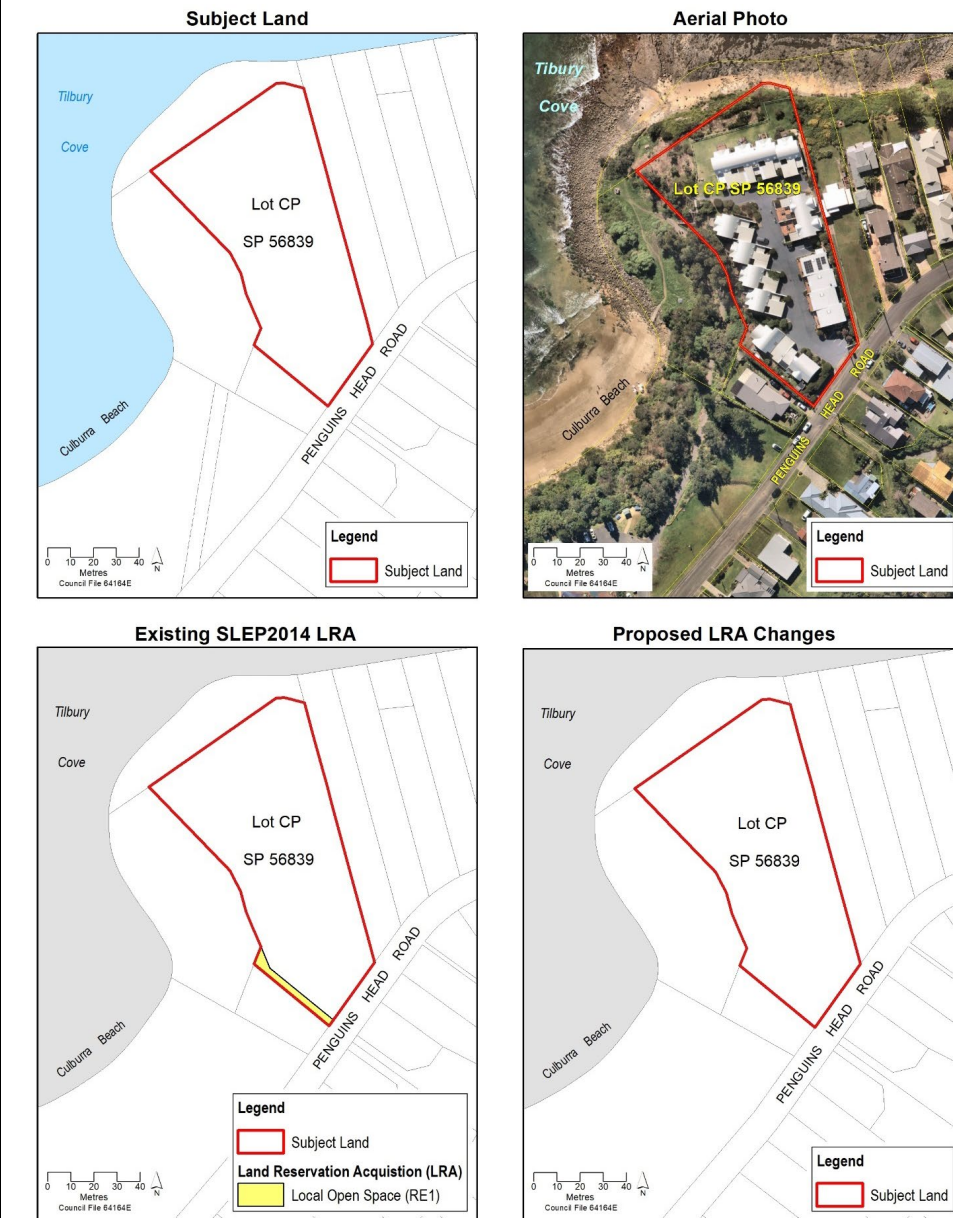 Subject Land
Tilbury
Cove
Lot CP
SP 56839
PENGUINS HEAD ROAD
Culburra Beach
Legend
Subject Land
0 10 20 30 40
Metres
N
Council File 64164E
Aerial Photo
Tibury
Cove
Lot CP SP 56839
Culburra Beach
PENGUINS HEAD ROAD
Legend
Subject Land
0 10 20 30 40
Metres
N
Council File 64164E
Existing SLEP2014 LRA
Tilbury
Cove
Lot CP
SP 56839
PENGUINS HEAD ROAD
Culburra Beach
Legend
Subject Land
Land Reservation Acquistion (LRA)
Local Open Space (RE1)
0 10 20 30 40
Metres
N
Council File 64164E
Proposed LRA Changes
Tilbury
Cove
Lot CP
SP 56839
PENGUINS HEAD ROAD
Culburra Beach
Legend
Subject Land
0 10 20 30 40
Metres
N
Council File 64164E